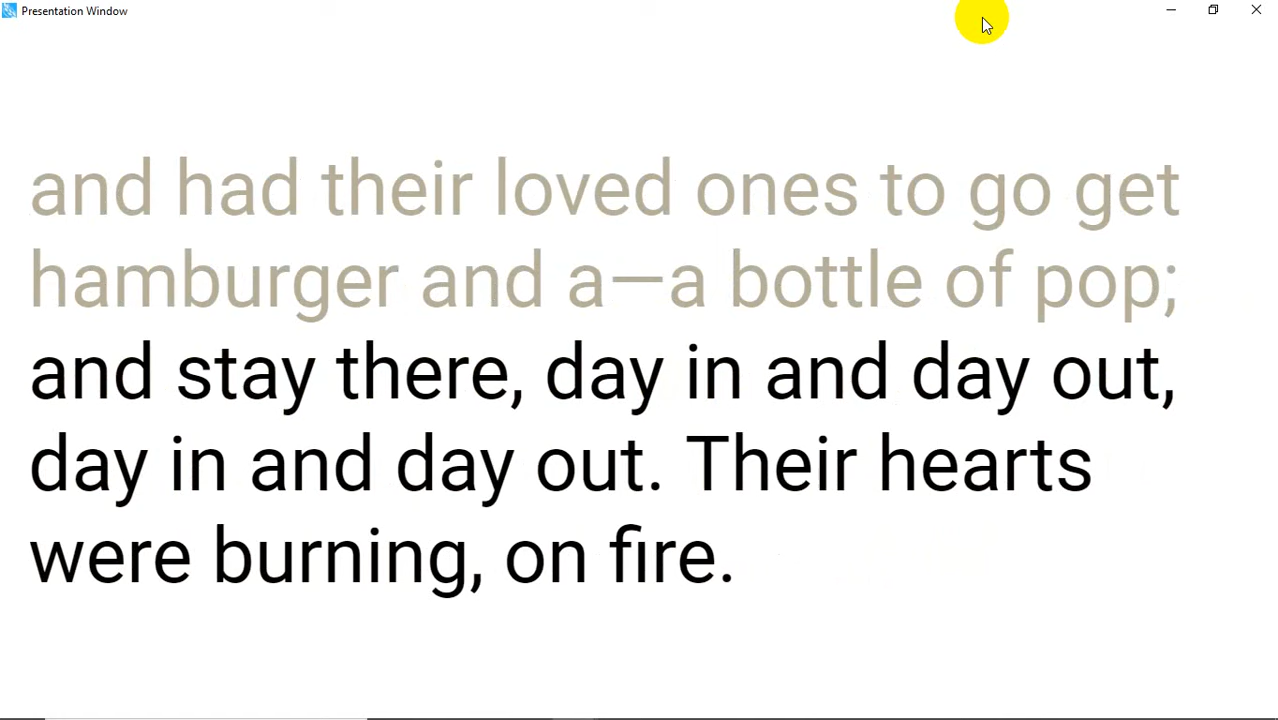 Presentation Window
and had their loved ones to go get
hamburger and a—a bottle of pop;
and stay there, day in and day out,
day in and day out. Their hearts
were burning, on fire.